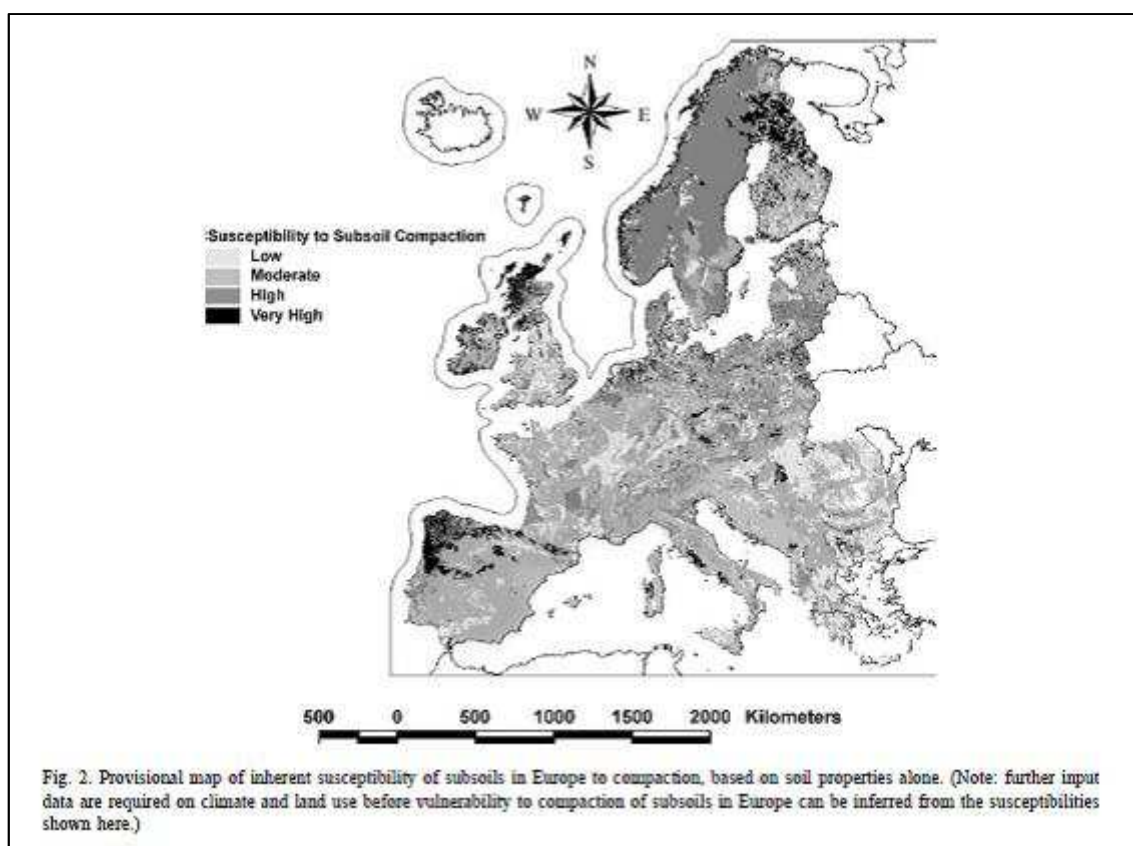 N
W E
S
:Susceptibility to Subsoil Compaction
Low
Moderate
High
Very High
500 0 500 1000 1500 2000 Kilometers
Fig. 2. Provisional map of inherent susceptibility of subsoils in Europe to compaction, based on soil properties alone. (Note: further input
data are required on climate and land use before vulnerability to compaction of subsoils in Europe can be inferred from the susceptibilities
shown here.)